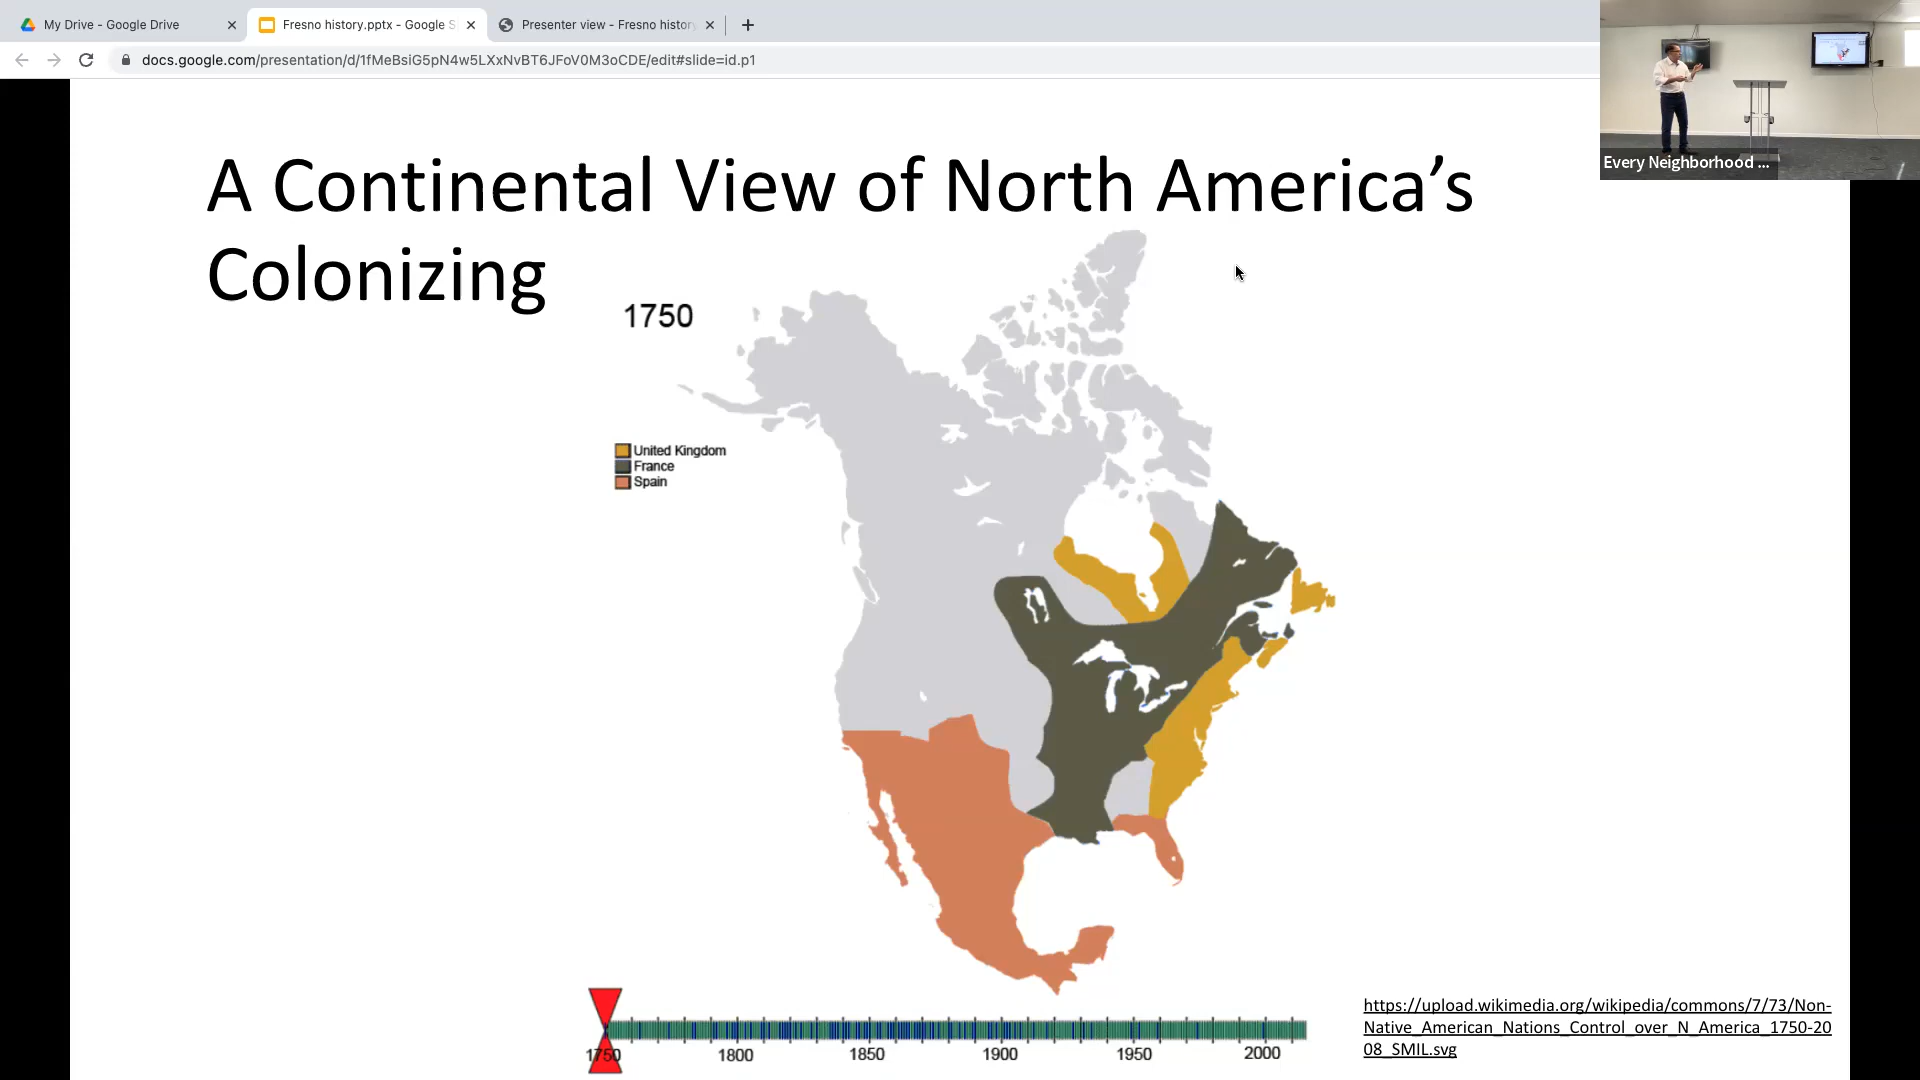 My Drive - Google Drive
Fresno history.pptx - Google S
Presenter view - Fresno histor
docs.google.com/presentation/d/1fMeBsiG5pN4w5LXxNvBT6JFoV0M3oCDE/edit#slide=id.p1
Every Neighborhood ...
A Continental View of North America’s
Colonizing
1750
United Kingdom
France
Spain
1750 1800 1850 1900 1950 2000
https://upload.wikimedia.org/wikipedia/commons/7/73/Non-
Native_American_Nations_Control_over_N_America_1750-20
08_SMIL.svg